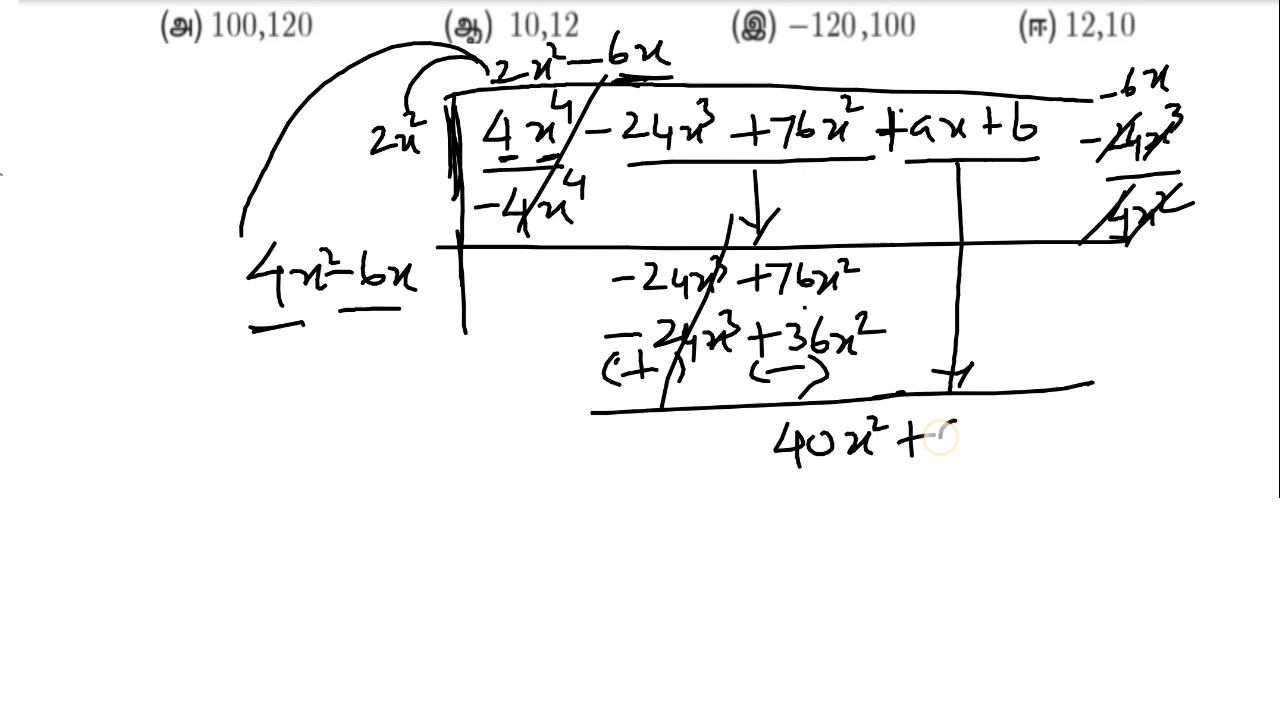 (அ) 100,120 (ஆ) 10,12 (இ) −120,100 (ஈ) 12,10
2x² − 6x
−6x
2x² 4x⁴ − 24x³ + 76x² + ax + b
−24x³
−4x⁴
4x²
4x² − 6x
−24x³ + 76x²
−24x³ + 36x²
(+) (−)
40x² +